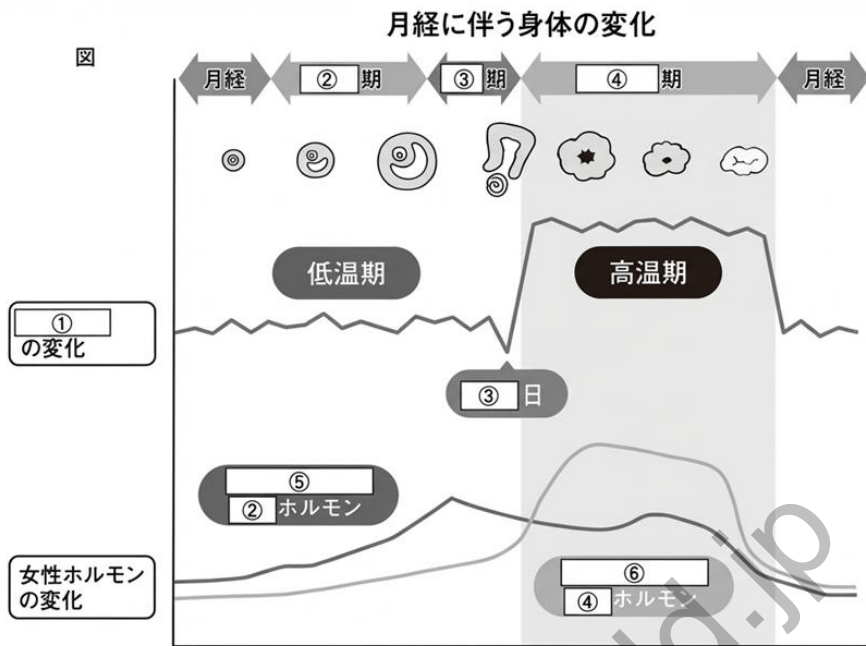 月経に伴う身体の変化
図
月経
② 期
③ 期
④ 期
月経
低温期
高温期
①
の変化
③ 日
⑤
② ホルモン
女性ホルモン
の変化
⑥
④ ホルモン